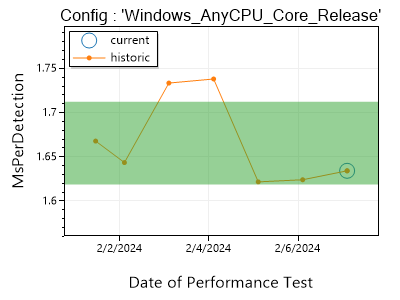 Config : 'Windows_AnyCPU_Core_Release'
current
historic
1.75
1.7
1.65
1.6
MsPerDetection
2/2/2024
2/4/2024
2/6/2024
Date of Performance Test